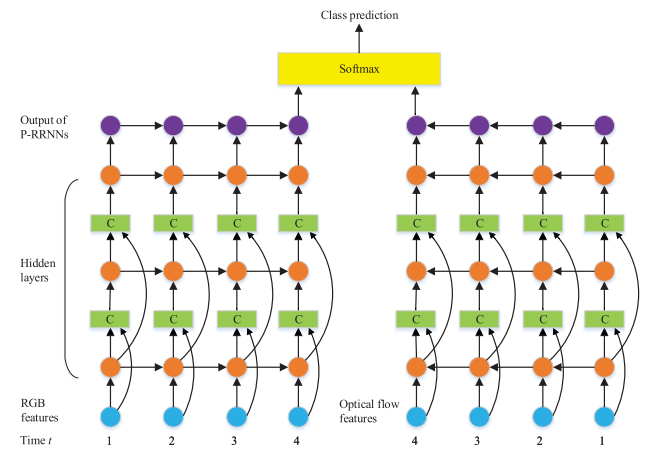 Class prediction
Softmax
Output of
P-RRNNs
C C C C C C C C
Hidden
layers
C C C C C C C C
RGB
features
Optical flow
features
Time t 1 2 3 4 4 3 2 1